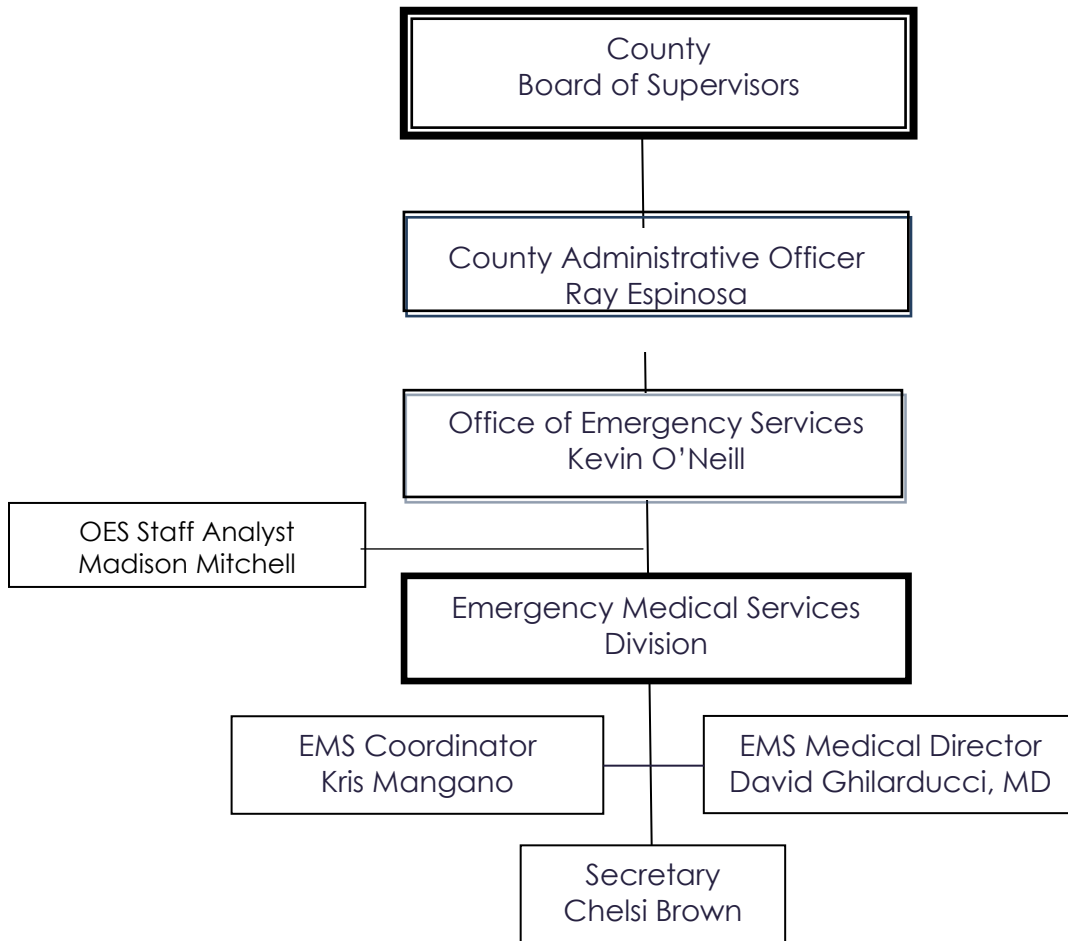 County
Board of Supervisors
County Administrative Officer
Ray Espinosa
Office of Emergency Services
Kevin O’Neill
OES Staff Analyst
Madison Mitchell
Emergency Medical Services
Division
EMS Coordinator
Kris Mangano
EMS Medical Director
David Ghilarducci, MD
Secretary
Chelsi Brown